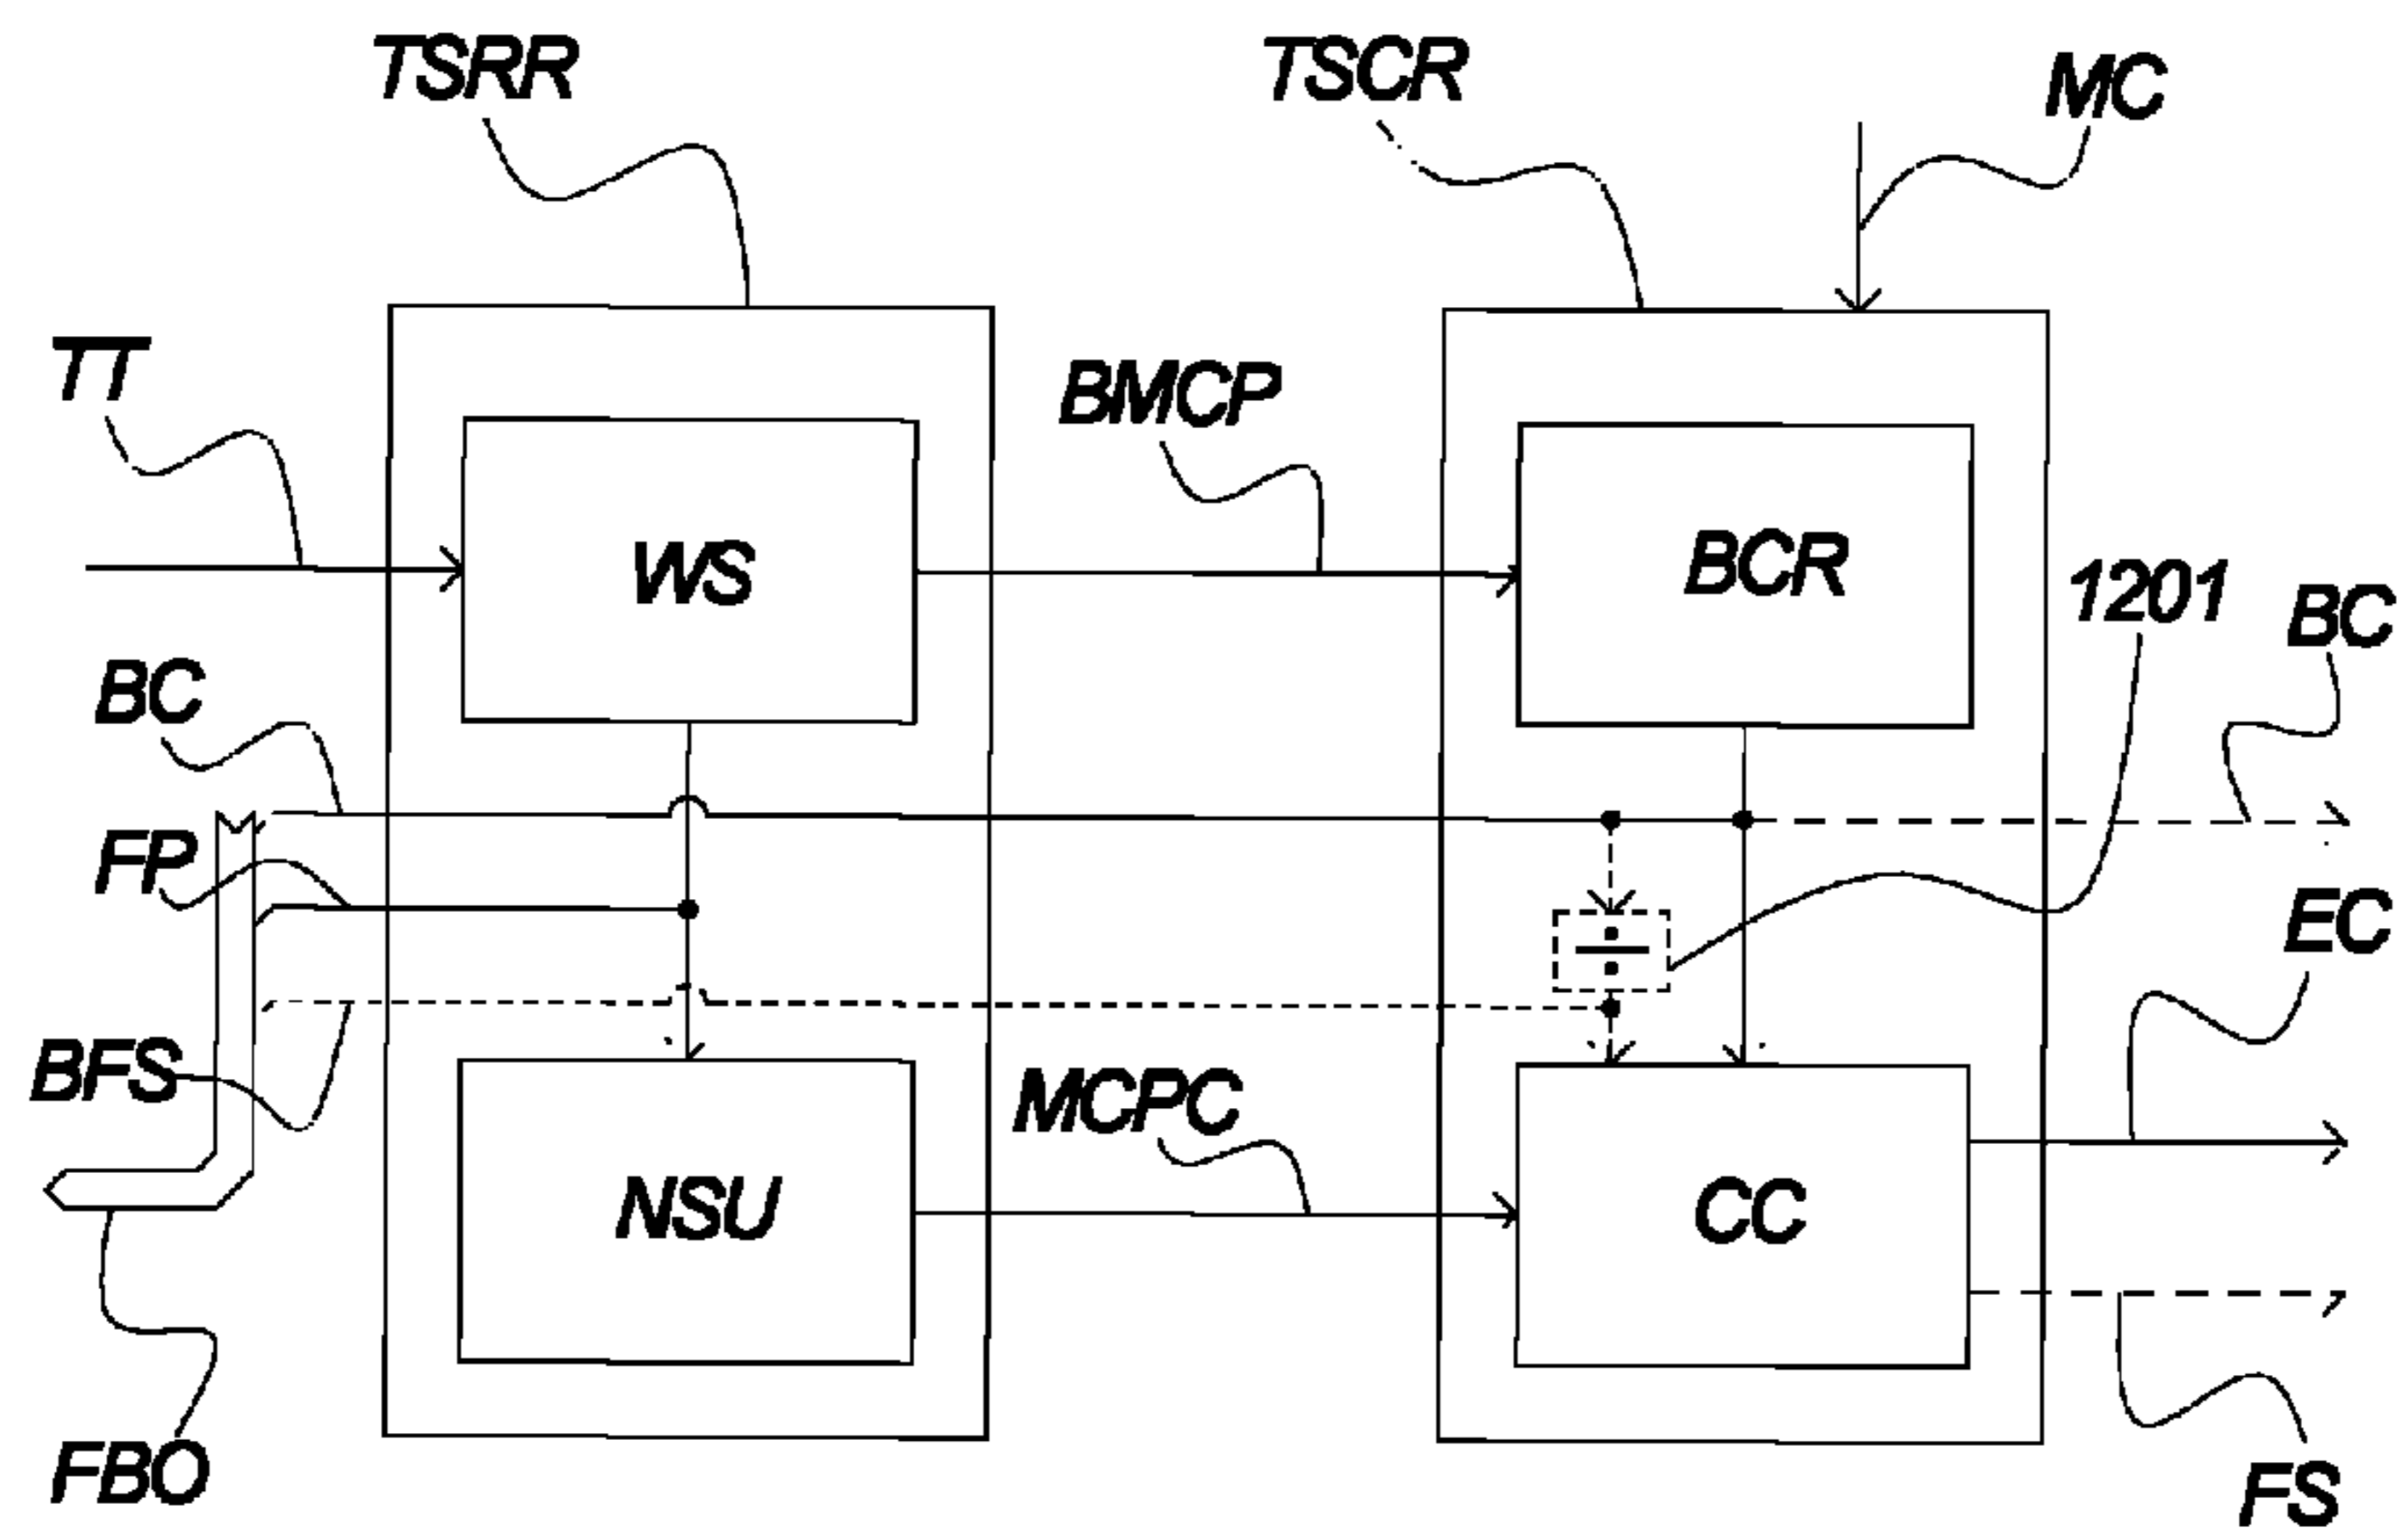 TSRR
TSCR
MC
TT
BMCP
WS
BCR
1201
BC
BC
FP
EC
BFS
MCPC
NSU
CC
FBO
FS